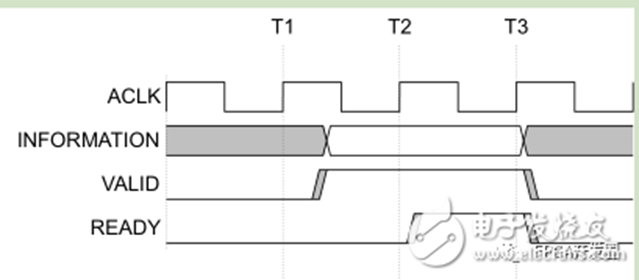 T1 T2 T3
ACLK
INFORMATION
VALID
READY
电子发烧友